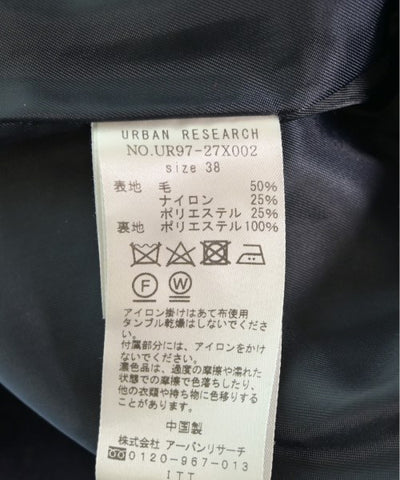 URBAN RESEARCH
NO.UR97-27X002
size 38
表地 毛 50%
ナイロン 25%
ポリエステル 25%
裏地 ポリエステル 100%
F W
アイロン掛けはあて布使用
タンブル乾燥はしないでくださ
い。
付属部分には、アイロンをかけ
ないでください。
濃色品は、過度の摩擦や濡れた
状態での摩擦で色落ちしたり、
他の衣類や持ち物に色移りする
ことがあります。
中国製
株式会社 アーバンリサーチ
0120-967-013
ITT